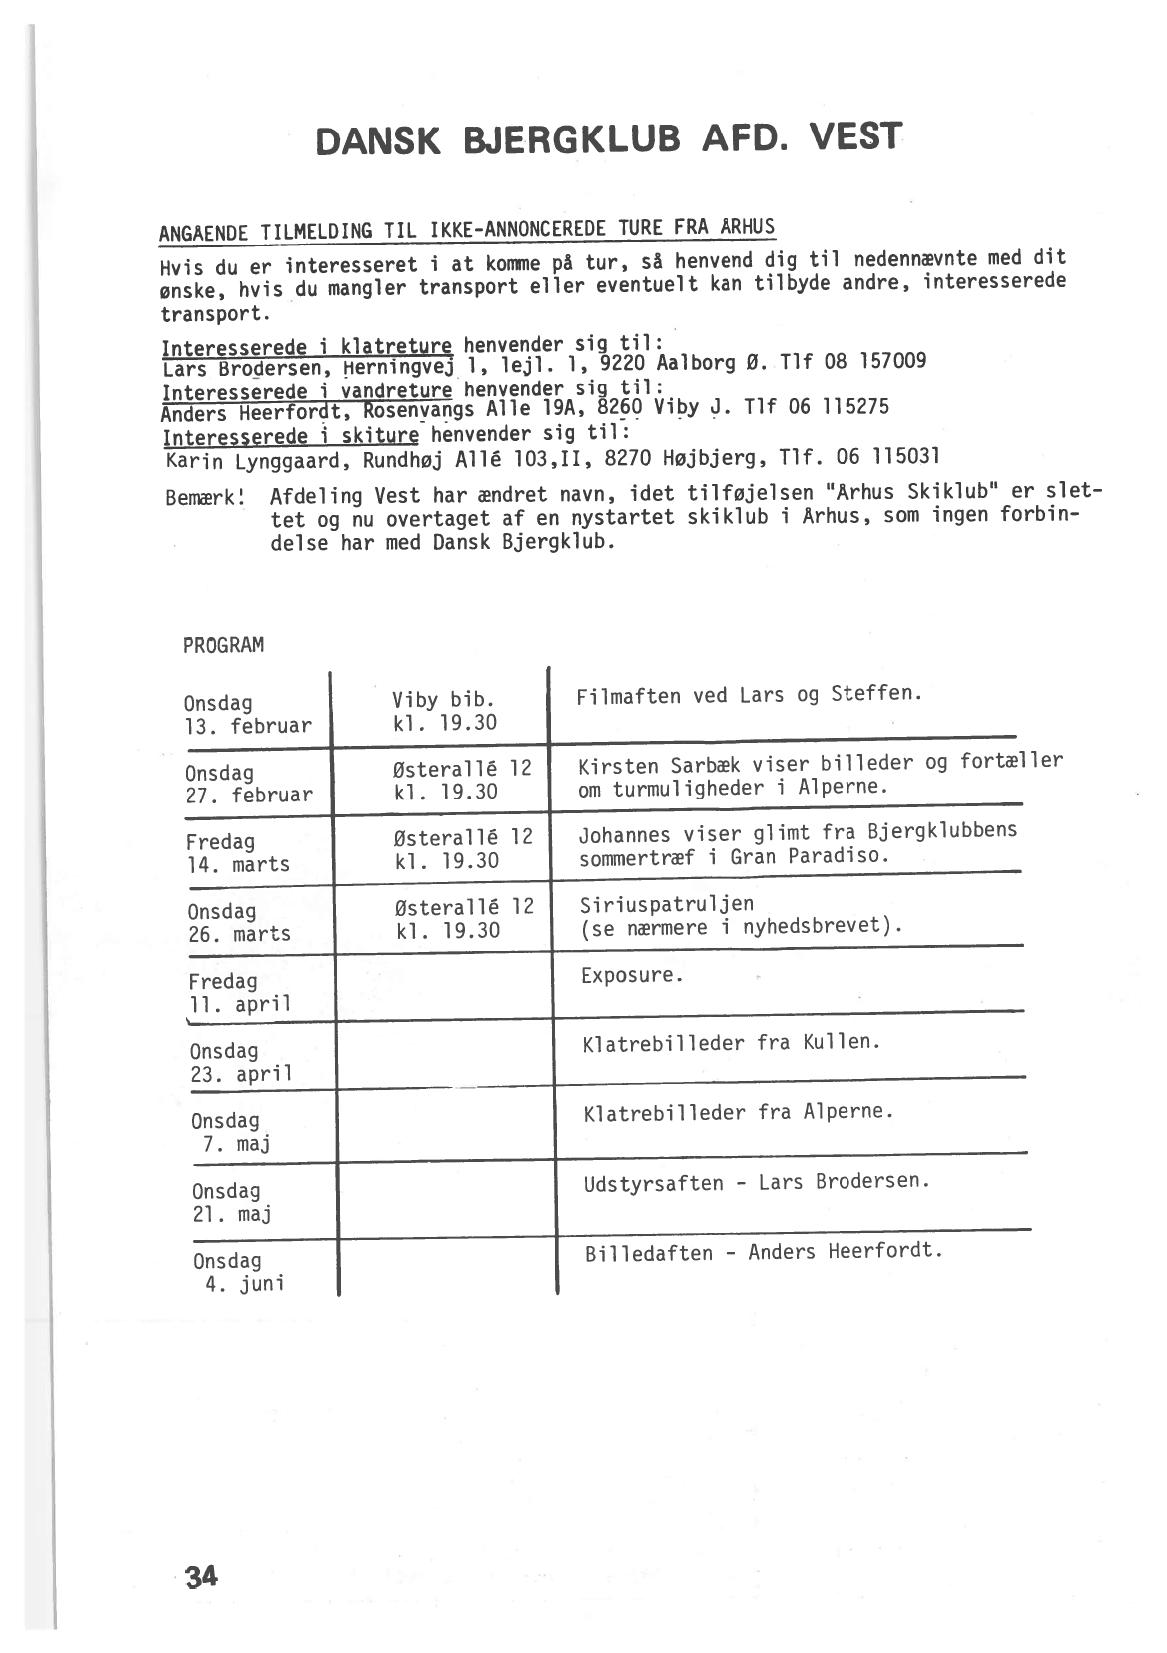 DANSK BJERGKLUB AFD. VEST
ANGÅENDE TILMELDING TIL IKKE-ANNONCEREDE TURE FRA ÅRHUS
Hvis du er interesseret i at komme på tur, så henvend dig til nedennævnte med dit
ønske, hvis du mangler transport eller eventuelt kan tilbyde andre, interesserede
transport.
Interesserede i klatreture henvender sig til:
Lars Brodersen, Herningvej 1, lejl. 1, 9220 Aalborg Ø. Tlf 08 157009
Interesserede i vandreture henvender sig til:
Anders Heerfordt, Rosenvangs Alle 19A, 8260 Viby J. Tlf 06 115275
Interesserede i skiture henvender sig til:
Karin Lynggaard, Rundhøj Allé 103,II, 8270 Højbjerg, Tlf. 06 115031
Bemærk! Afdeling Vest har ændret navn, idet tilføjelsen "Århus Skiklub" er slet-
tet og nu overtaget af en nystartet skiklub i Århus, som ingen forbin-
delse har med Dansk Bjergklub.
PROGRAM
Onsdag Viby bib. Filmaften ved Lars og Steffen.
13. februar kl. 19.30
Onsdag Østerallé 12 Kirsten Sarbæk viser billeder og fortæller
27. februar kl. 19.30 om turmuligheder i Alperne.
Fredag Østerallé 12 Johannes viser glimt fra Bjergklubbens
14. marts kl. 19.30 sommertræf i Gran Paradiso.
Onsdag Østerallé 12 Siriuspatruljen
26. marts kl. 19.30 (se nærmere i nyhedsbrevet).
Fredag Exposure.
11. april
Onsdag Klatrebilleder fra Kullen.
23. april
Onsdag Klatrebilleder fra Alperne.
7. maj
Onsdag Udstyrsaften - Lars Brodersen.
21. maj
Onsdag Billedaften - Anders Heerfordt.
4. juni
34